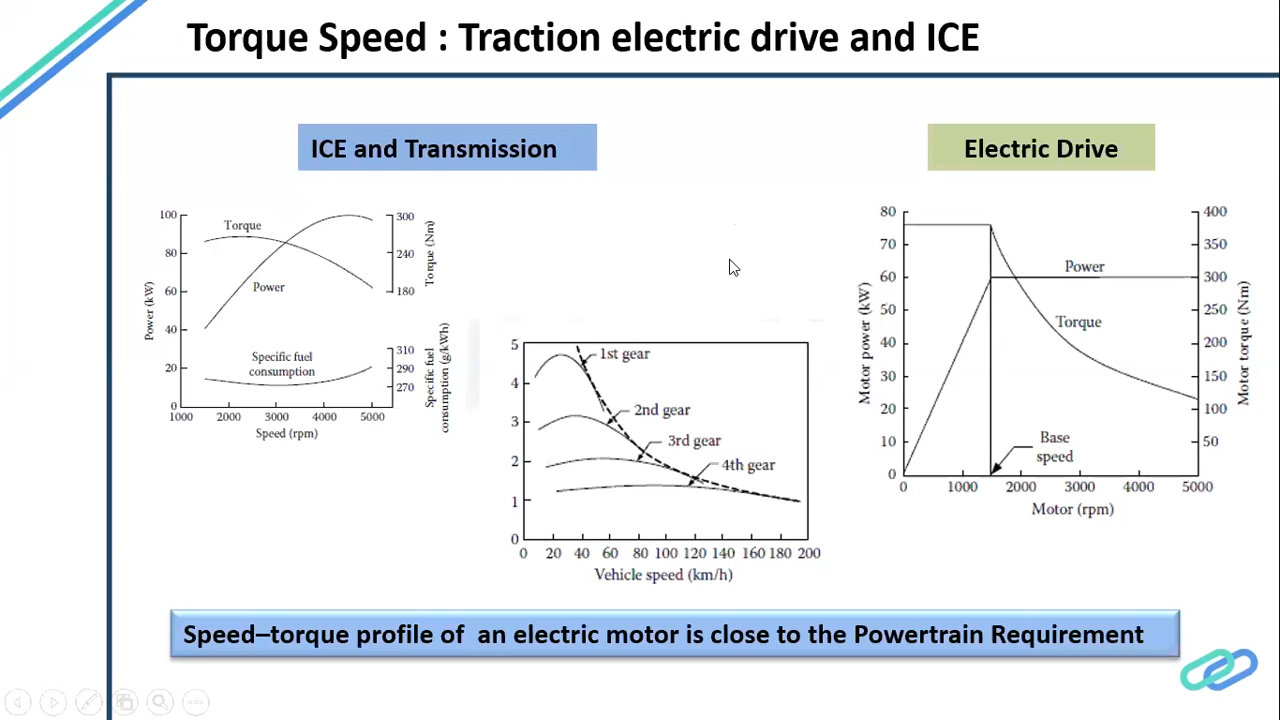 Torque Speed : Traction electric drive and ICE
ICE and Transmission
Electric Drive
100
80
60
40
20
0
Power (kW)
Torque
Power
Specific fuel
consumption
300
240
180
Torque (Nm)
310
290
270
Specific fuel
consumption (g/kWh)
1000 2000 3000 4000 5000
Speed (rpm)
5
4
3
2
1
0
1st gear
2nd gear
3rd gear
4th gear
0 20 40 60 80 100 120 140 160 180 200
Vehicle speed (km/h)
80
70
60
50
40
30
20
10
0
Motor power (kW)
Power
Torque
Base
speed
400
350
300
250
200
150
100
50
Motor torque (Nm)
0 1000 2000 3000 4000 5000
Motor (rpm)
Speed–torque profile of an electric motor is close to the Powertrain Requirement